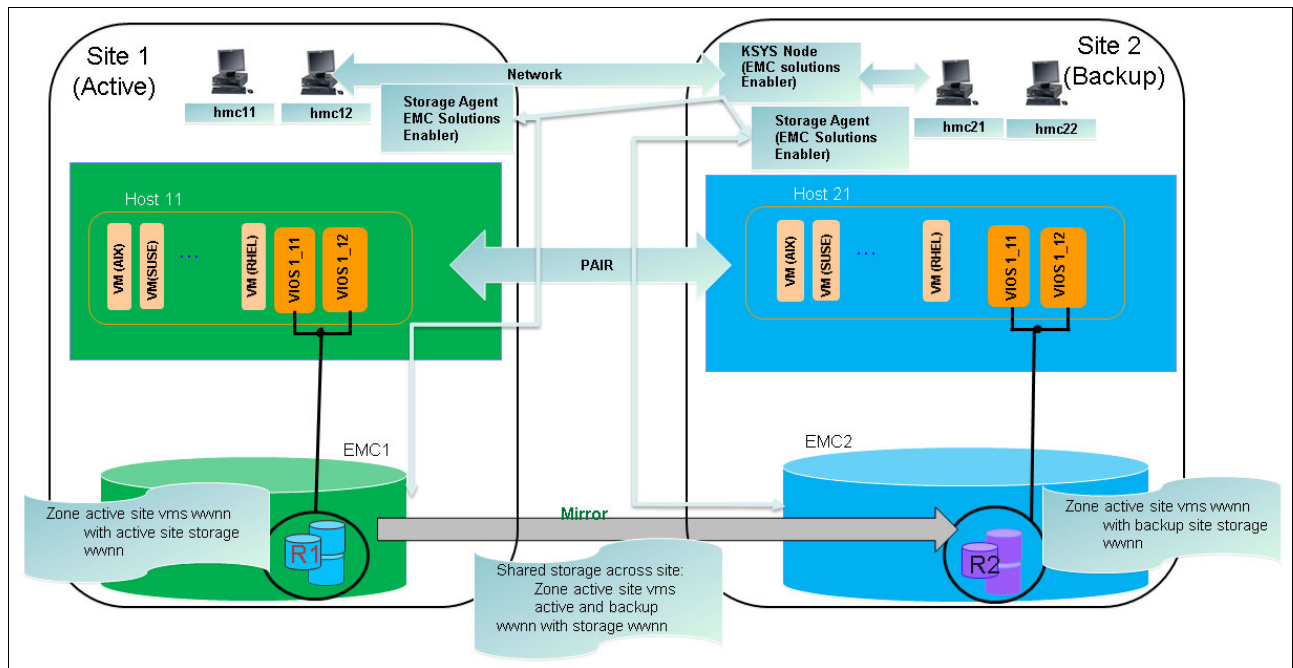 Site 1
(Active)
hmc11
hmc12
Network
Storage Agent
EMC Solutions
Enabler)
KSYS Node
(EMC solutions
Enabler)
Storage Agent
(EMC Solutions
Enabler)
Site 2
(Backup)
hmc21
hmc22
Host 11
VM (AIX)
VM(SUSE)
...
VM (RHEL)
VIOS 1_11
VIOS 1_12
PAIR
Host 21
VM (AIX)
VM (SUSE)
...
VM (RHEL)
VIOS 1_11
VIOS 1_12
EMC1
Zone active site vms wwnn
with active site storage
wwnn
R1
Mirror
Shared storage across site:
Zone active site vms
active and backup
wwnn with storage wwnn
EMC2
R2
Zone active site vms wwnn
with backup site storage
wwnn